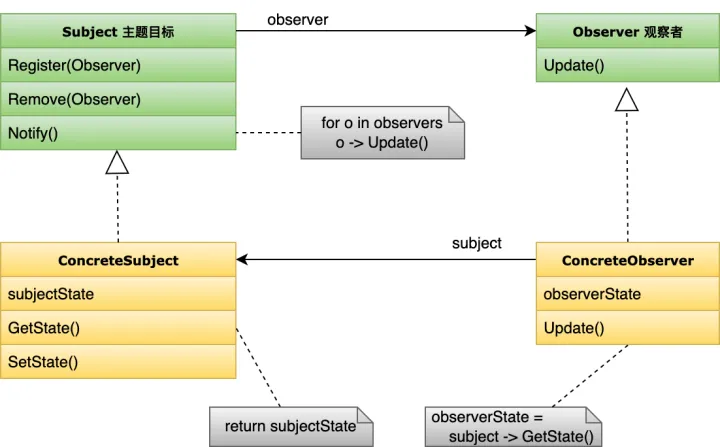 Subject 主题目标
Register(Observer)
Remove(Observer)
Notify()
observer
Observer 观察者
Update()
for o in observers
o -> Update()
subject
ConcreteSubject
subjectState
GetState()
SetState()
ConcreteObserver
observerState
Update()
return subjectState
observerState =
subject -> GetState()